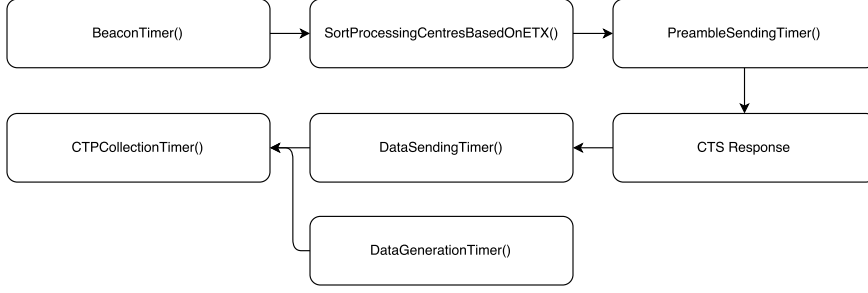 BeaconTimer()
SortProcessingCentresBasedOnETX()
PreambleSendingTimer()
CTPCollectionTimer()
DataSendingTimer()
CTS Response
DataGenerationTimer()